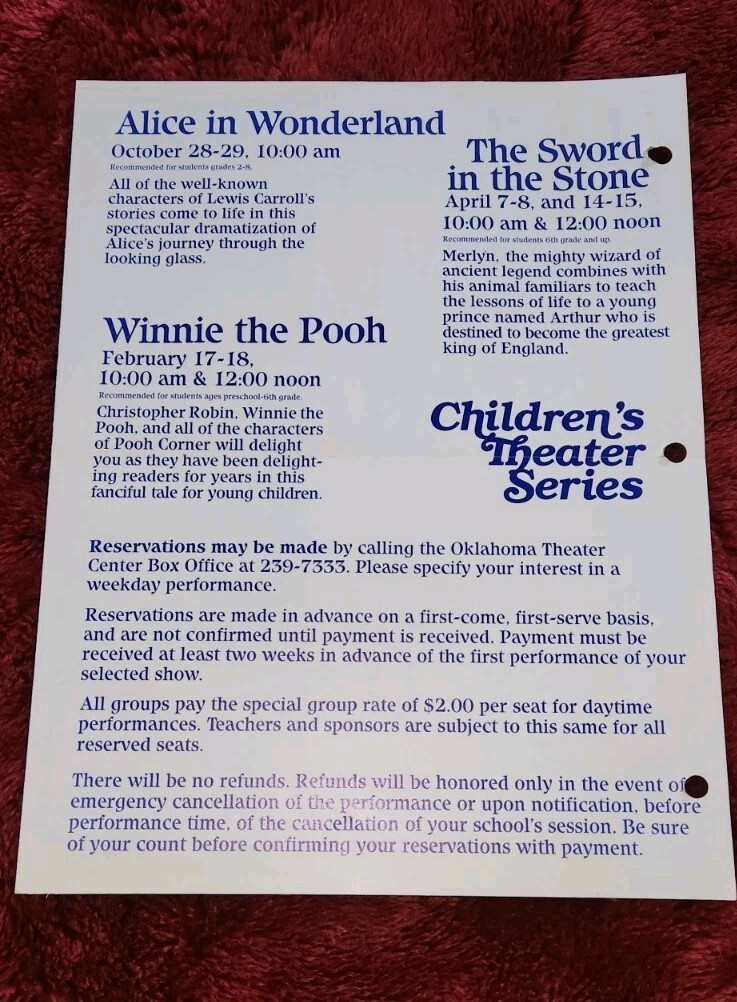 Alice in Wonderland
October 28-29, 10:00 am
Recommended for students grades 2-8.
All of the well-known
characters of Lewis Carroll's
stories come to life in this
spectacular dramatization of
Alice's journey through the
looking glass.
The Sword
in the Stone
April 7-8, and 14-15,
10:00 am & 12:00 noon
Recommended for students 6th grade and up.
Merlyn, the mighty wizard of
ancient legend combines with
his animal familiars to teach
the lessons of life to a young
prince named Arthur who is
destined to become the greatest
king of England.
Winnie the Pooh
February 17-18,
10:00 am & 12:00 noon
Recommended for students ages preschool-6th grade.
Christopher Robin, Winnie the
Pooh, and all of the characters
of Pooh Corner will delight
you as they have been delight-
ing readers for years in this
fanciful tale for young children.
Children's
Theater
Series
Reservations may be made by calling the Oklahoma Theater
Center Box Office at 239-7333. Please specify your interest in a
weekday performance.
Reservations are made in advance on a first-come, first-serve basis,
and are not confirmed until payment is received. Payment must be
received at least two weeks in advance of the first performance of your
selected show.
All groups pay the special group rate of $2.00 per seat for daytime
performances. Teachers and sponsors are subject to this same for all
reserved seats.
There will be no refunds. Refunds will be honored only in the event of
emergency cancellation of the performance or upon notification, before
performance time, of the cancellation of your school's session. Be sure
of your count before confirming your reservations with payment.